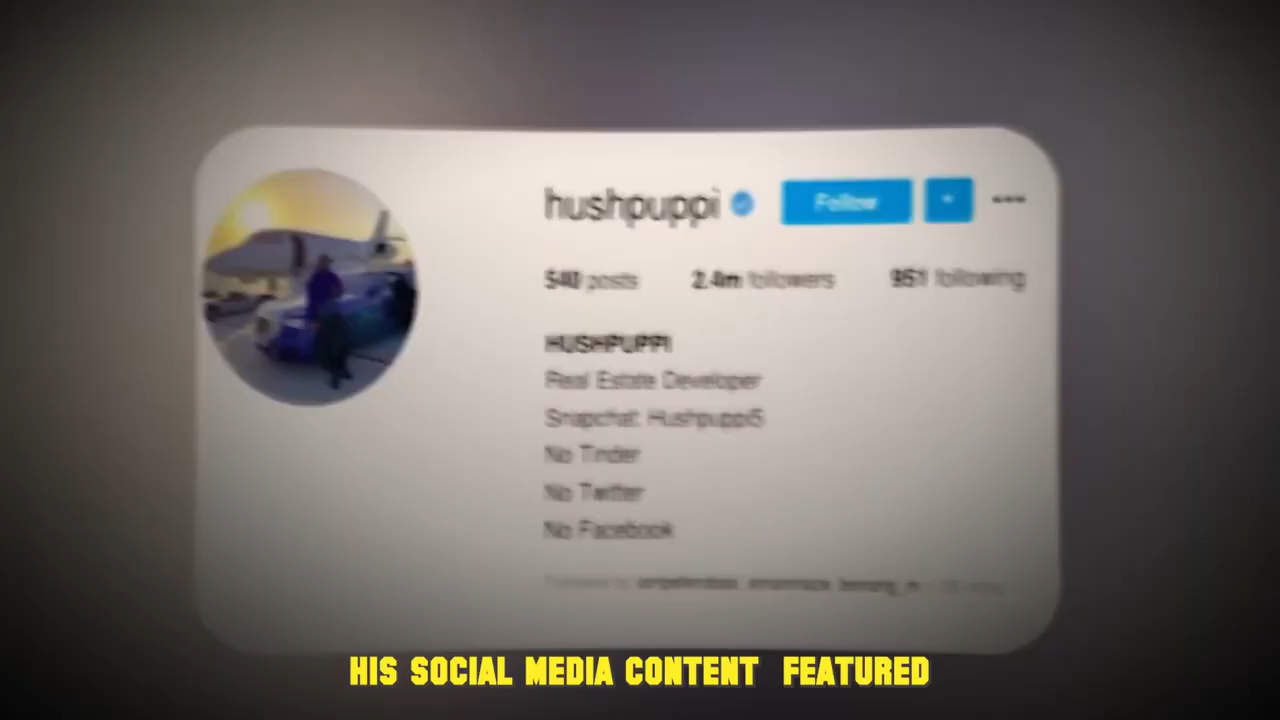 hushpuppi Follow
540 posts 2.4m followers 951 following
HUSHPUPPI
Real Estate Developer
Snapchat: Hushpuppi5
No Tinder
No Twitter
No Facebook
HIS SOCIAL MEDIA CONTENT FEATURED